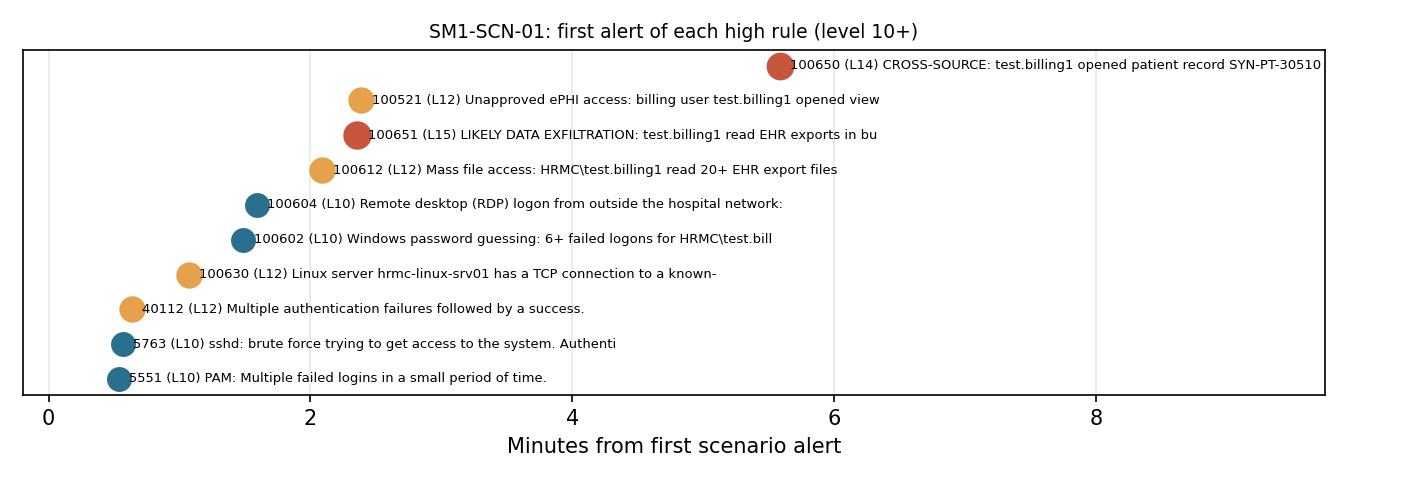 SM1-SCN-01: first alert of each high rule (level 10+)
100650 (L14) CROSS-SOURCE: test.billing1 opened patient record SYN-PT-30510
100521 (L12) Unapproved ePHI access: billing user test.billing1 opened view
100651 (L15) LIKELY DATA EXFILTRATION: test.billing1 read EHR exports in bu
100612 (L12) Mass file access: HRMC\test.billing1 read 20+ EHR export files
100604 (L10) Remote desktop (RDP) logon from outside the hospital network:
100602 (L10) Windows password guessing: 6+ failed logons for HRMC\test.bill
100630 (L12) Linux server hrmc-linux-srv01 has a TCP connection to a known-
40112 (L12) Multiple authentication failures followed by a success.
5763 (L10) sshd: brute force trying to get access to the system. Authenti
5551 (L10) PAM: Multiple failed logins in a small period of time.
0 2 4 6 8
Minutes from first scenario alert